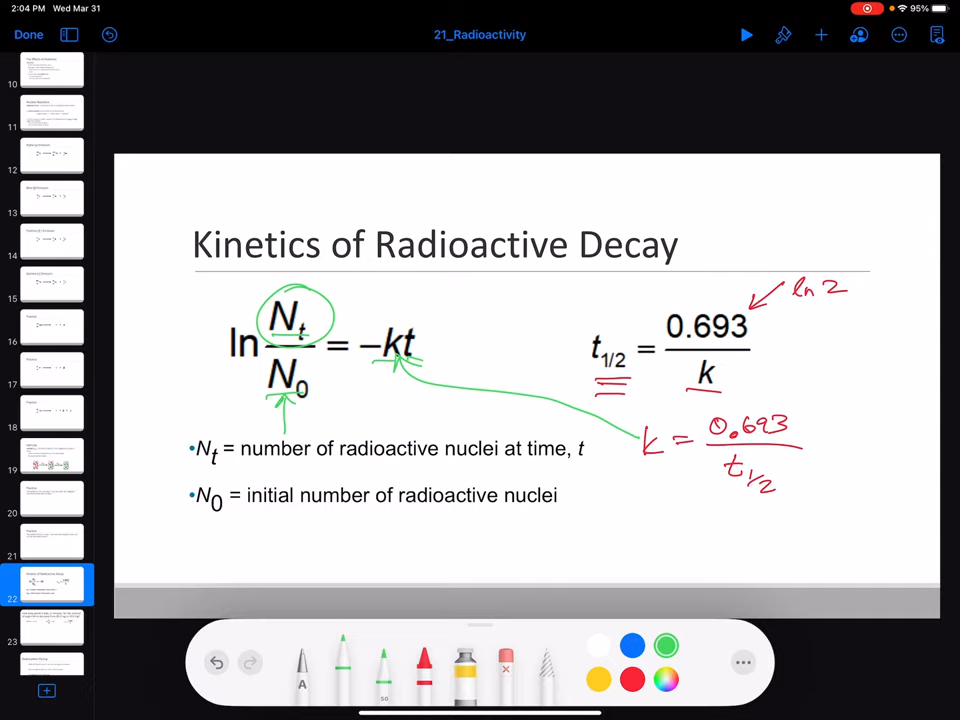 2:04 PM Wed Mar 31
95%
Done
21_Radioactivity
10
11
12
13
14
15
16
17
18
19
20
21
22
23
Kinetics of Radioactive Decay
ln Nt/N0 = –kt
t1/2 = 0.693/k
ln 2
k = 0.693/t1/2
•Nt = number of radioactive nuclei at time, t
•N0 = initial number of radioactive nuclei
A
50